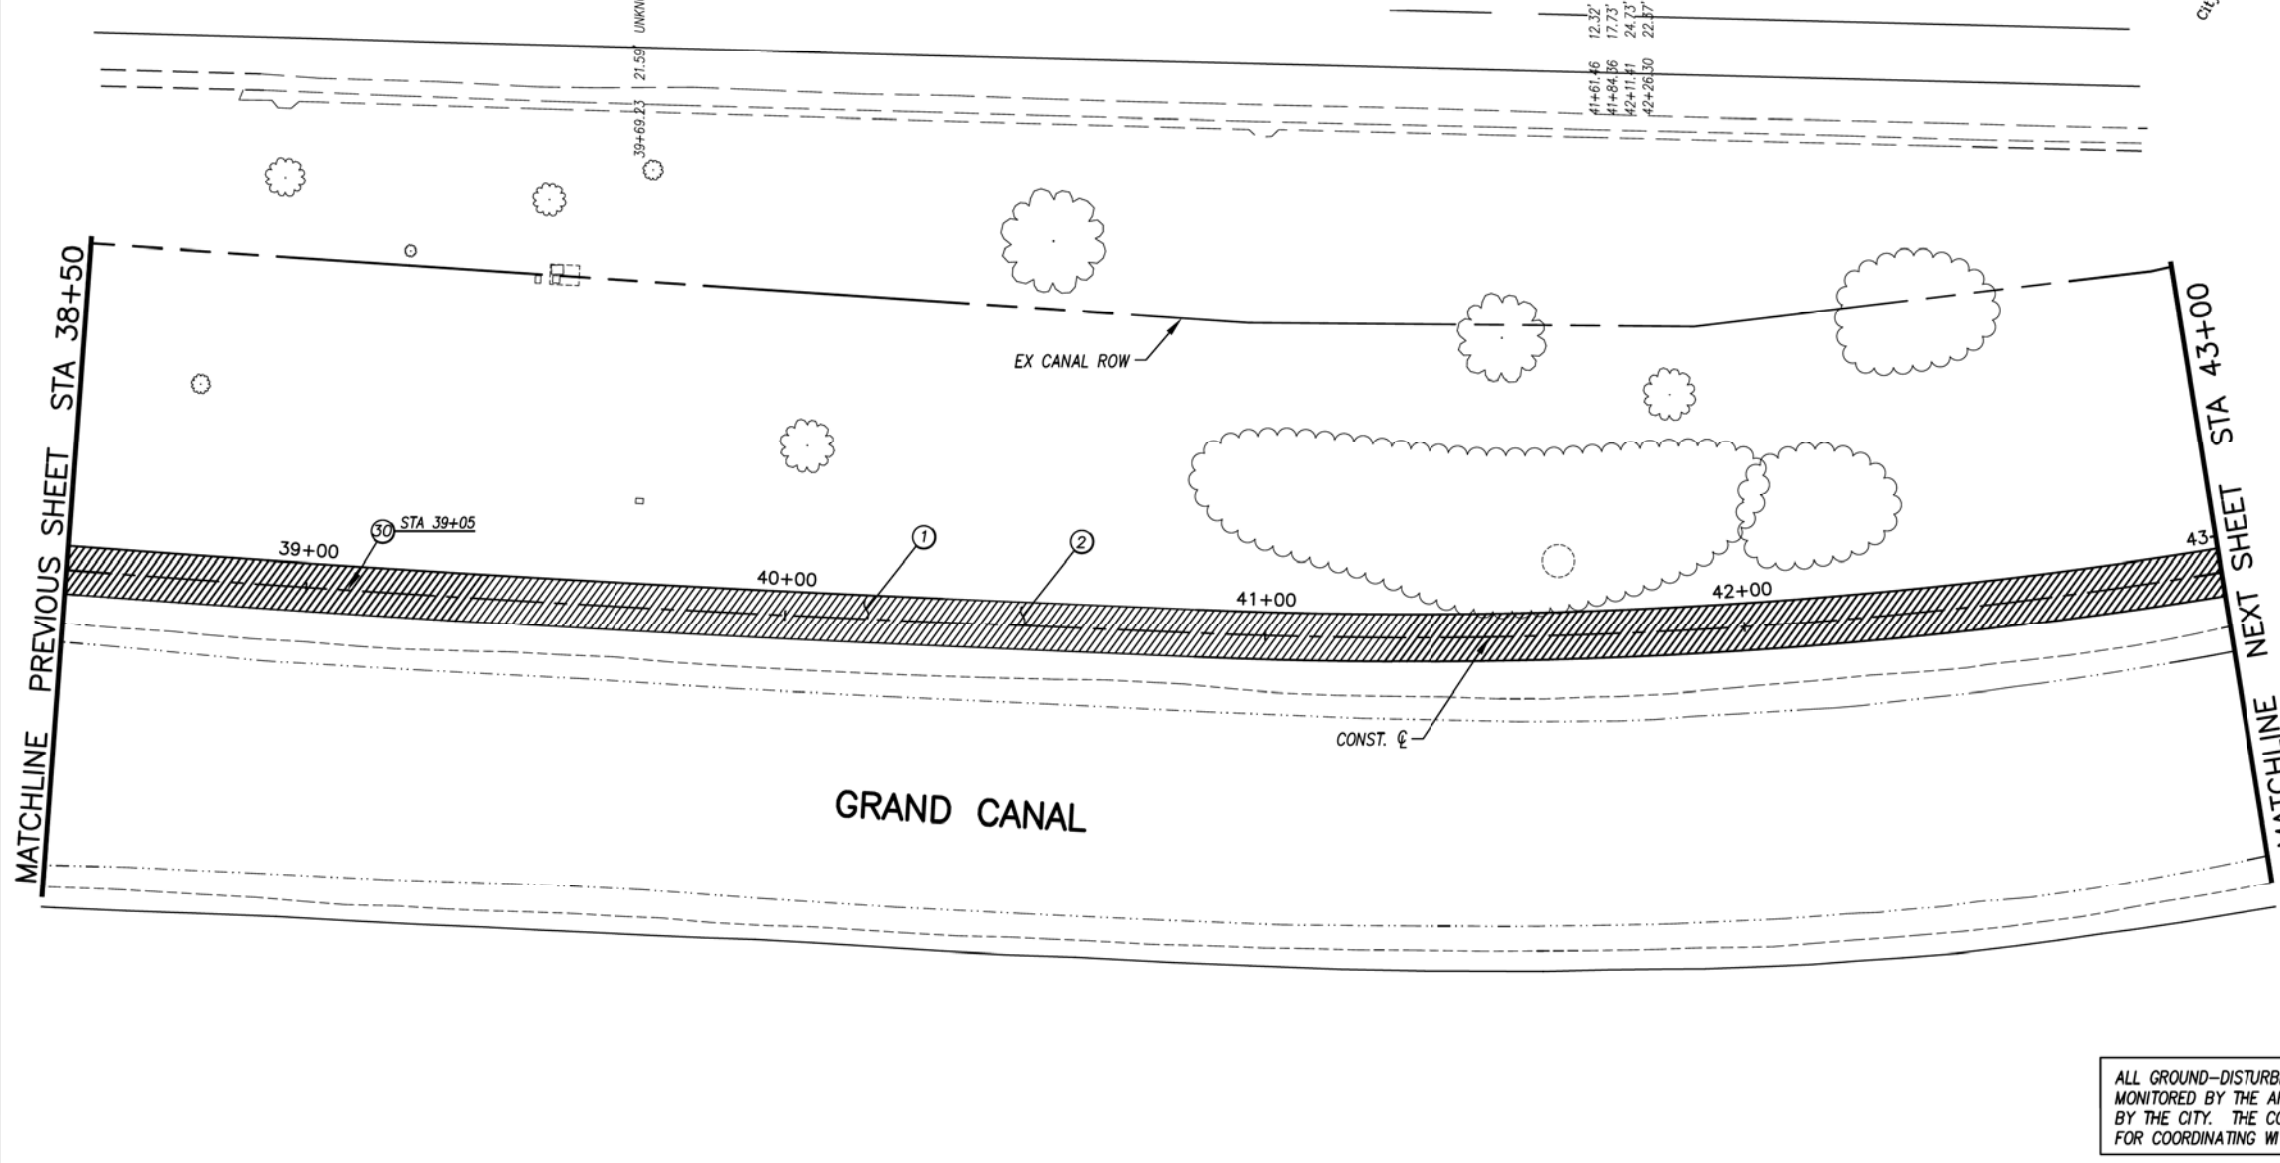 12.32'
17.73'
24.73'
22.37'
41+61.46
41+84.36
42+11.41
42+26.30
39+69.23 21.59'
MATCHLINE PREVIOUS SHEET STA 38+50
MATCHLINE NEXT SHEET STA 43+00
EX CANAL ROW
30 STA 39+05
39+00
40+00
1
2
41+00
42+00
43+
CONST. ℄
GRAND CANAL
ALL GROUND-DISTURB
MONITORED BY THE
BY THE CITY. THE
FOR COORDINATING